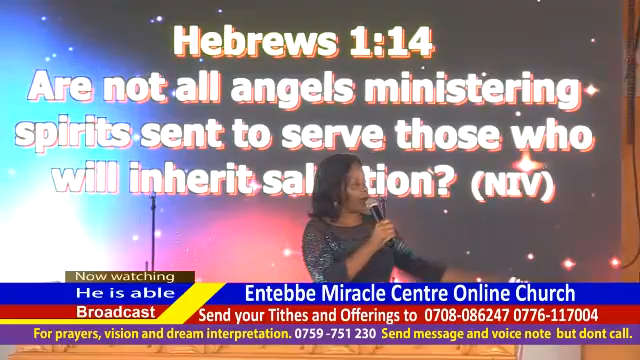 Hebrews 1:14
Are not all angels ministering
spirits sent to serve those who
will inherit sal tion? (NIV)
Now watching
He is able
Broadcast
Entebbe Miracle Centre Online Church
Send your Tithes and Offerings to 0708-086247 0776-117004
For prayers, vision and dream interpretation. 0759 -751 230 Send message and voice note but dont call.